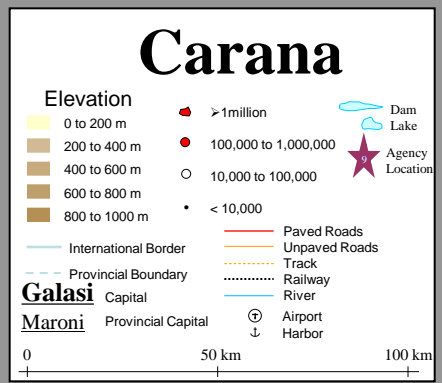 Carana
Elevation
0 to 200 m
200 to 400 m
400 to 600 m
600 to 800 m
800 to 1000 m
➢1million
100,000 to 1,000,000
10,000 to 100,000
< 10,000
Dam
Lake
9
Agency
Location
International Border
Provincial Boundary
Galasi Capital
Maroni Provincial Capital
Paved Roads
Unpaved Roads
Track
Railway
River
Airport
Harbor
0 50 km 100 km